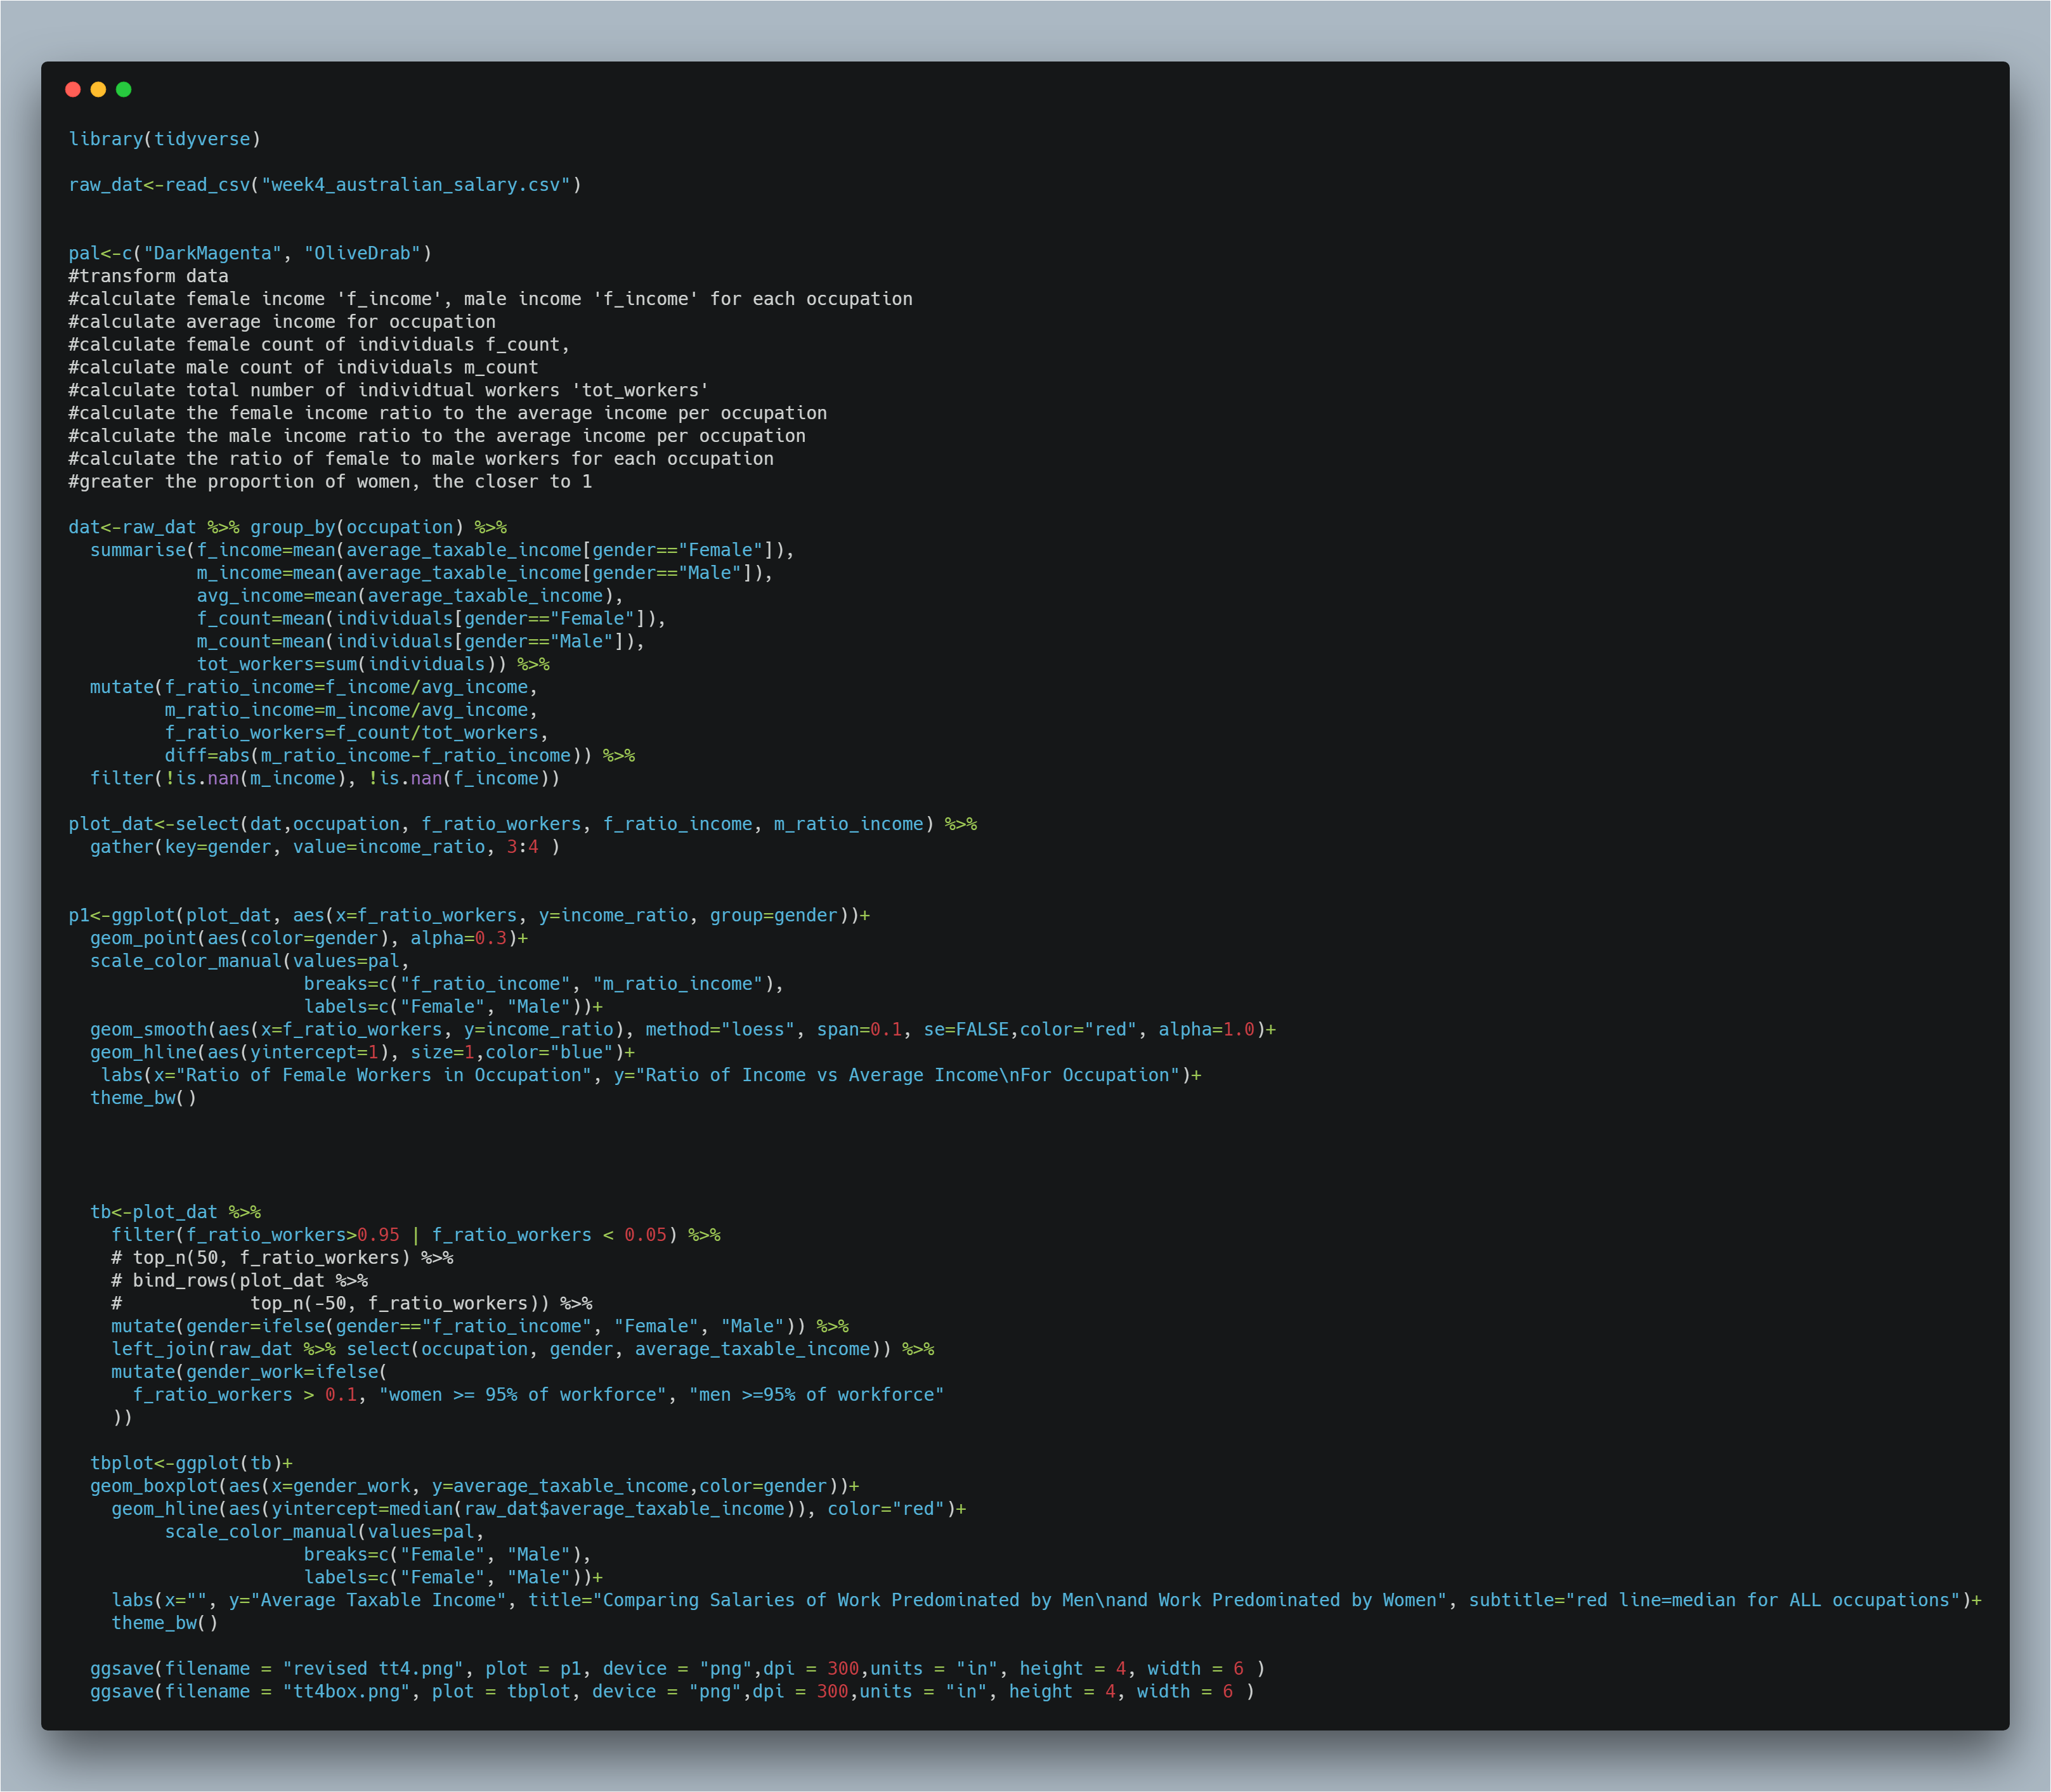 library(tidyverse)

raw_dat<-read_csv("week4_australian_salary.csv")


pal<-c("DarkMagenta", "OliveDrab")
#transform data
#calculate female income 'f_income', male income 'f_income' for each occupation
#calculate average income for occupation
#calculate female count of individuals f_count,
#calculate male count of individuals m_count
#calculate total number of individtual workers 'tot_workers'
#calculate the female income ratio to the average income per occupation
#calculate the male income ratio to the average income per occupation
#calculate the ratio of female to male workers for each occupation
#greater the proportion of women, the closer to 1

dat<-raw_dat %>% group_by(occupation) %>%
  summarise(f_income=mean(average_taxable_income[gender=="Female"]),
            m_income=mean(average_taxable_income[gender=="Male"]),
            avg_income=mean(average_taxable_income),
            f_count=mean(individuals[gender=="Female"]),
            m_count=mean(individuals[gender=="Male"]),
            tot_workers=sum(individuals)) %>%
  mutate(f_ratio_income=f_income/avg_income,
         m_ratio_income=m_income/avg_income,
         f_ratio_workers=f_count/tot_workers,
         diff=abs(m_ratio_income-f_ratio_income)) %>%
  filter(!is.nan(m_income), !is.nan(f_income))

plot_dat<-select(dat,occupation, f_ratio_workers, f_ratio_income, m_ratio_income) %>%
  gather(key=gender, value=income_ratio, 3:4 )


p1<-ggplot(plot_dat, aes(x=f_ratio_workers, y=income_ratio, group=gender))+
  geom_point(aes(color=gender), alpha=0.3)+
  scale_color_manual(values=pal,
                      breaks=c("f_ratio_income", "m_ratio_income"),
                      labels=c("Female", "Male"))+
  geom_smooth(aes(x=f_ratio_workers, y=income_ratio), method="loess", span=0.1, se=FALSE,color="red", alpha=1.0)+
  geom_hline(aes(yintercept=1), size=1,color="blue")+
   labs(x="Ratio of Female Workers in Occupation", y="Ratio of Income vs Average Income\nFor Occupation")+
  theme_bw()




  tb<-plot_dat %>%
    filter(f_ratio_workers>0.95 | f_ratio_workers < 0.05) %>%
    # top_n(50, f_ratio_workers) %>%
    # bind_rows(plot_dat %>%
    #            top_n(-50, f_ratio_workers)) %>%
    mutate(gender=ifelse(gender=="f_ratio_income", "Female", "Male")) %>%
    left_join(raw_dat %>% select(occupation, gender, average_taxable_income)) %>%
    mutate(gender_work=ifelse(
      f_ratio_workers > 0.1, "women >= 95% of workforce", "men >=95% of workforce"
    ))

  tbplot<-ggplot(tb)+
  geom_boxplot(aes(x=gender_work, y=average_taxable_income,color=gender))+
    geom_hline(aes(yintercept=median(raw_dat$average_taxable_income)), color="red")+
         scale_color_manual(values=pal,
                      breaks=c("Female", "Male"),
                      labels=c("Female", "Male"))+
    labs(x="", y="Average Taxable Income", title="Comparing Salaries of Work Predominated by Men\nand Work Predominated by Women", subtitle="red line=median for ALL occupations")+
    theme_bw()

  ggsave(filename = "revised tt4.png", plot = p1, device = "png",dpi = 300,units = "in", height = 4, width = 6 )
  ggsave(filename = "tt4box.png", plot = tbplot, device = "png",dpi = 300,units = "in", height = 4, width = 6 )